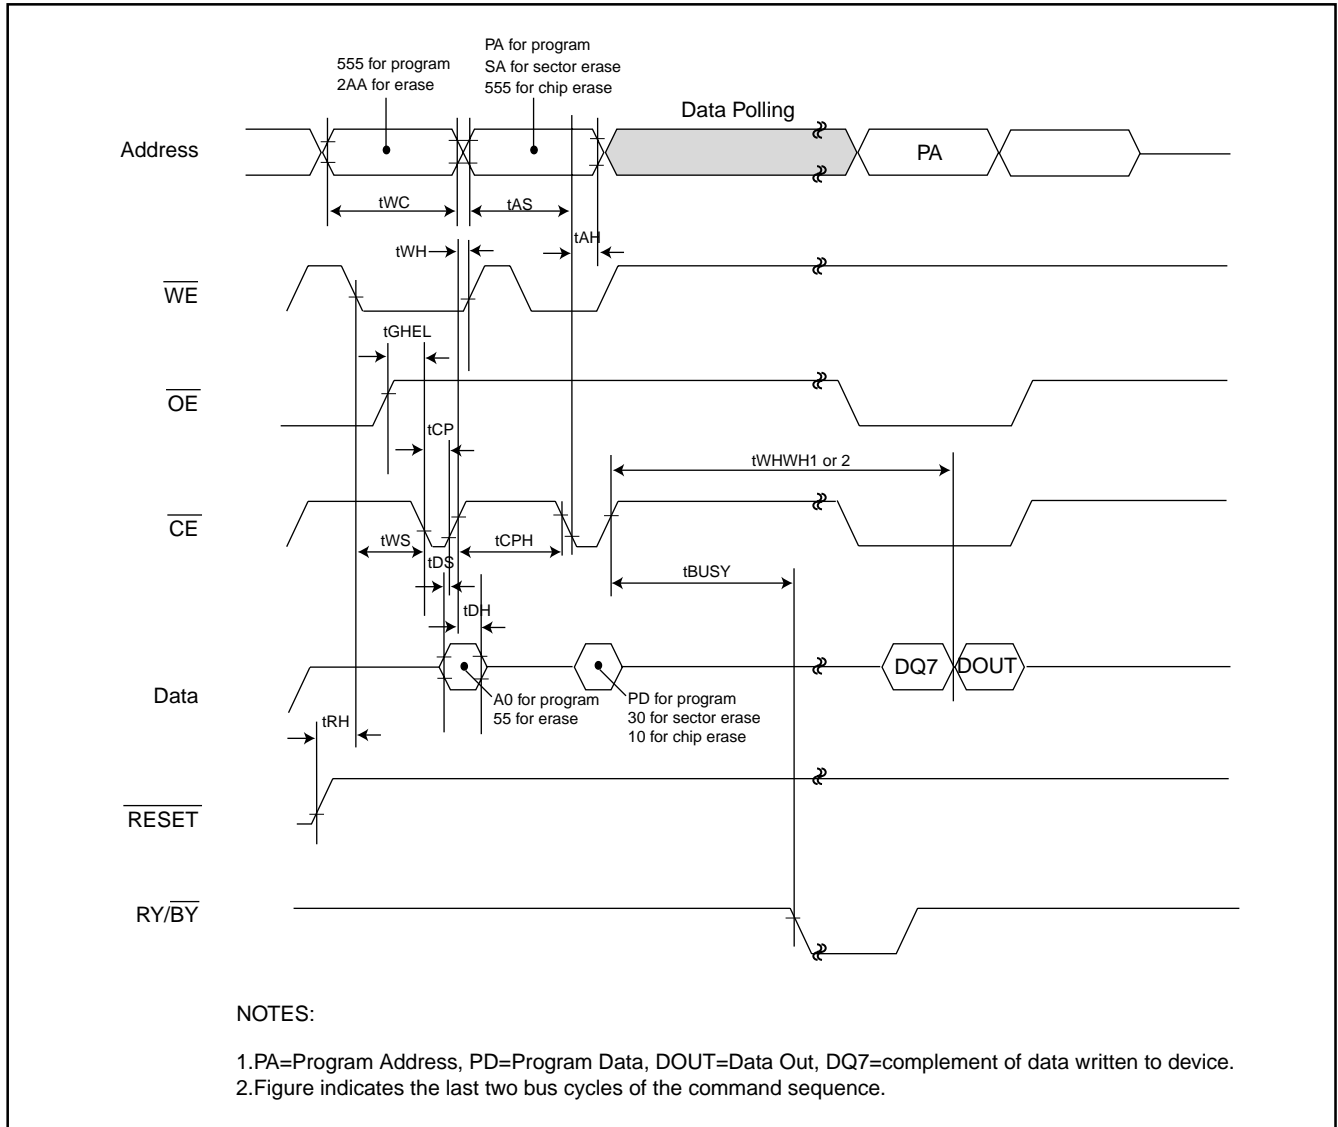 PA for program
555 for program
SA for sector erase
2AA for erase
555 for chip erase
Data Polling
Address
PA
tWC
tAS
tAH
tWH
WE
tGHEL
OE
tCP
tWHWH1 or 2
CE
tWS
tCPH
tDS
tBUSY
tDH
DQ7
DOUT
Data
A0 for program
55 for erase
PD for program
30 for sector erase
10 for chip erase
tRH
RESET
RY/BY
NOTES:
1.PA=Program Address, PD=Program Data, DOUT=Data Out, DQ7=complement of data written to device.
2.Figure indicates the last two bus cycles of the command sequence.